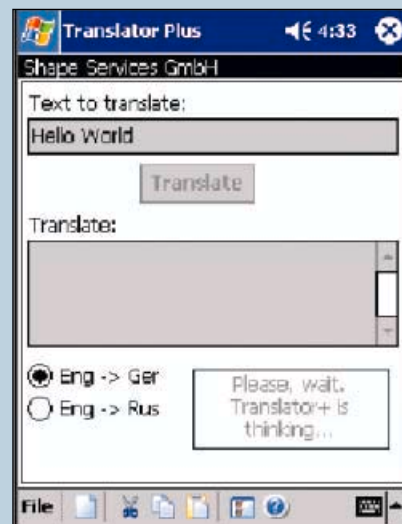 Translator Plus 4:33
Shape Services GmbH
Text to translate:
Hello World
Translate
Translate:
Eng -> Ger
Eng -> Rus
Please, wait.
Translator+ is
thinking...
File